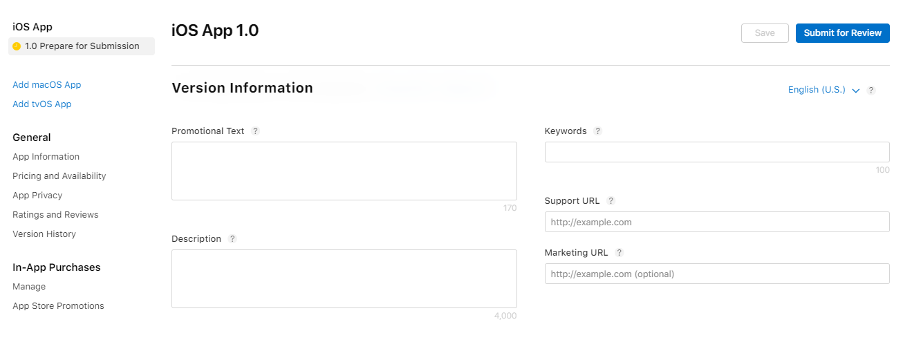 iOS App
1.0 Prepare for Submission
Add macOS App
Add tvOS App
General
App Information
Pricing and Availability
App Privacy
Ratings and Reviews
Version History
In-App Purchases
Manage
App Store Promotions
iOS App 1.0
Save
Submit for Review
Version Information
English (U.S.)
?
Promotional Text ?
170
Description ?
4,000
Keywords ?
100
Support URL ?
http://example.com
Marketing URL ?
http://example.com (optional)